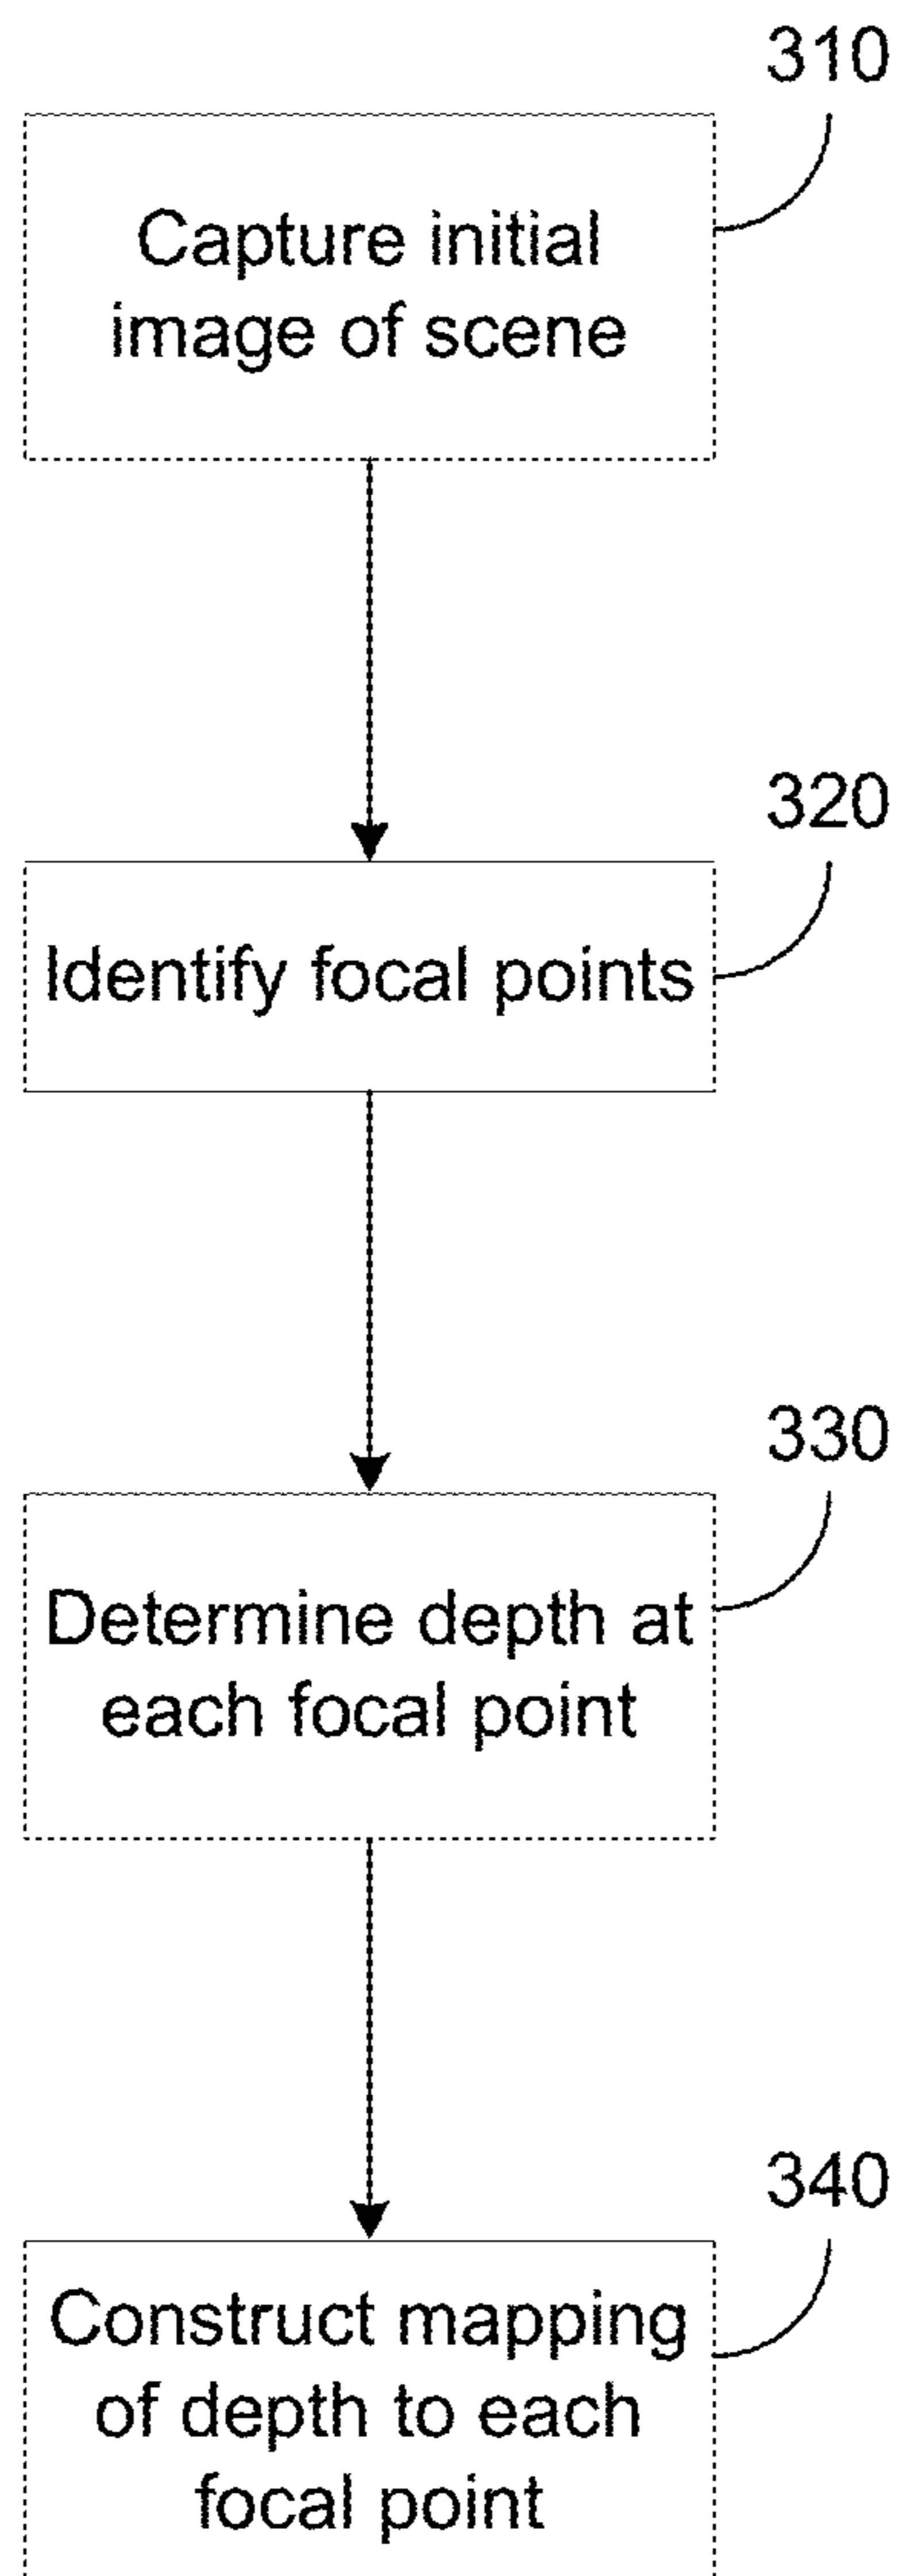 310
Capture initial
image of scene
320
Identify focal points
330
Determine depth at
each focal point
340
Construct mapping
of depth to each
focal point